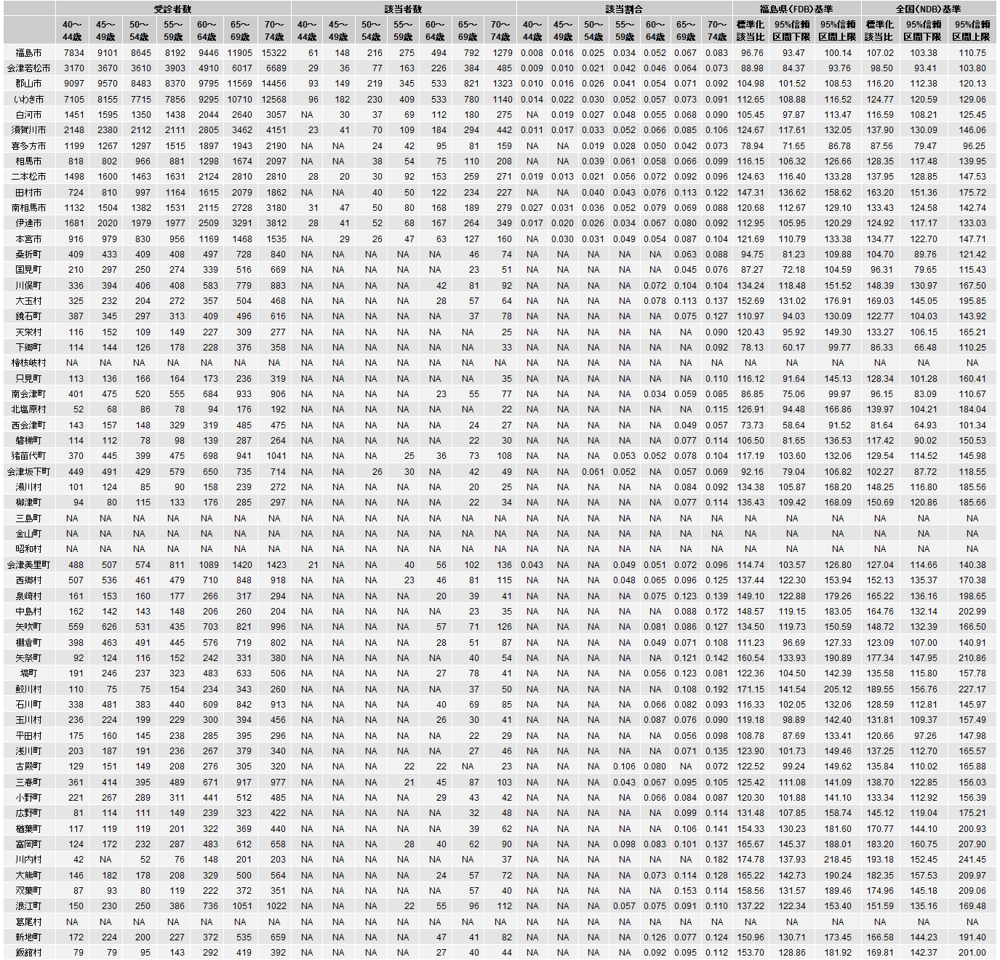 受診者数 該当者数 該当割合 福島県(FDB)基準 全国(NDB)基準
40～44歳 45～49歳 50～54歳 55～59歳 60～64歳 65～69歳 70～74歳 40～44歳 45～49歳 50～54歳 55～59歳 60～64歳 65～69歳 70～74歳 40～44歳 45～49歳 50～54歳 55～59歳 60～64歳 65～69歳 70～74歳 標準化該当比 95%信頼区間下限 95%信頼区間上限 標準化該当比 95%信頼区間下限 95%信頼区間上限
福島市 7834 9101 8645 8192 9446 11905 15322 61 148 216 275 494 792 1279 0.008 0.016 0.025 0.034 0.052 0.067 0.083 96.76 93.47 100.14 107.02 103.38 110.75
会津若松市 3170 3670 3610 3903 4910 6017 6689 29 36 77 163 226 384 485 0.009 0.010 0.021 0.042 0.046 0.064 0.073 88.98 84.37 93.76 98.50 93.41 103.80
郡山市 9097 9570 8483 8370 9795 11569 14456 93 149 219 345 533 821 1323 0.010 0.016 0.026 0.041 0.054 0.071 0.092 104.98 101.52 108.53 116.20 112.38 120.13
いわき市 7105 8155 7715 7856 9295 10710 12568 96 182 230 409 533 780 1140 0.014 0.022 0.030 0.052 0.057 0.073 0.091 112.65 108.88 116.52 124.77 120.59 129.06
白河市 1451 1595 1350 1438 2044 2640 3057 NA 30 37 69 112 180 275 NA 0.019 0.027 0.048 0.055 0.068 0.090 105.45 97.87 113.47 116.59 108.21 125.45
須賀川市 2148 2380 2112 2111 2805 3462 4151 23 41 70 109 184 294 442 0.011 0.017 0.033 0.052 0.066 0.085 0.106 124.67 117.61 132.05 137.90 130.09 146.06
喜多方市 1199 1267 1297 1515 1897 1943 2190 NA NA 24 42 95 81 159 NA NA 0.019 0.028 0.050 0.042 0.073 78.94 71.65 86.78 87.56 79.47 96.25
相馬市 818 802 966 881 1298 1674 2097 NA NA 38 54 75 110 208 NA NA 0.039 0.061 0.058 0.066 0.099 116.15 106.32 126.66 128.35 117.48 139.95
二本松市 1498 1600 1463 1631 2124 2810 2810 28 20 30 92 153 259 271 0.019 0.013 0.021 0.056 0.072 0.092 0.096 124.63 116.40 133.28 137.95 128.85 147.53
田村市 724 810 997 1164 1615 2079 1862 NA NA 40 50 122 234 227 NA NA 0.040 0.043 0.076 0.113 0.122 147.31 136.62 158.62 163.20 151.36 175.72
南相馬市 1132 1504 1382 1531 2115 2728 3180 31 47 50 80 168 189 279 0.027 0.031 0.036 0.052 0.079 0.069 0.088 120.68 112.67 129.10 133.43 124.58 142.74
伊達市 1681 2020 1979 1977 2509 3291 3812 28 41 52 68 167 264 349 0.017 0.020 0.026 0.034 0.067 0.080 0.092 112.95 105.95 120.29 124.92 117.17 133.03
本宮市 916 979 830 956 1169 1468 1535 NA 29 26 47 63 127 160 NA 0.030 0.031 0.049 0.054 0.087 0.104 121.69 110.79 133.38 134.77 122.70 147.71
桑折町 409 433 409 408 497 728 840 NA NA NA NA NA 46 74 NA NA NA NA NA 0.063 0.088 94.75 81.23 109.88 104.70 89.76 121.42
国見町 210 297 250 274 339 516 669 NA NA NA NA NA 23 51 NA NA NA NA NA 0.045 0.076 87.27 72.18 104.59 96.31 79.65 115.43
川俣町 336 394 406 408 583 779 883 NA NA NA NA 42 81 92 NA NA NA NA 0.072 0.104 0.104 134.24 118.48 151.52 148.39 130.97 167.50
大玉村 325 232 204 272 357 504 468 NA NA NA NA 28 57 64 NA NA NA NA 0.078 0.113 0.137 152.69 131.02 176.91 169.03 145.05 195.85
鏡石町 387 345 297 313 409 496 616 NA NA NA NA NA 37 78 NA NA NA NA NA 0.075 0.127 110.97 94.03 130.09 122.77 104.03 143.92
天栄村 116 152 109 149 227 309 277 NA NA NA NA NA NA 25 NA NA NA NA NA NA 0.090 120.43 95.92 149.30 133.27 106.15 165.21
下郷町 114 144 126 178 228 376 358 NA NA NA NA NA NA 33 NA NA NA NA NA NA 0.092 78.13 60.17 99.77 86.33 66.48 110.25
檜枝岐村 NA NA NA NA NA NA NA NA NA NA NA NA NA NA NA NA NA NA NA NA NA NA NA NA NA NA NA
只見町 113 136 166 164 173 236 319 NA NA NA NA NA NA 35 NA NA NA NA NA NA 0.110 116.12 91.64 145.13 128.34 101.28 160.41
南会津町 401 475 520 555 684 933 906 NA NA NA NA 23 55 77 NA NA NA NA 0.034 0.059 0.085 86.85 75.06 99.97 96.15 83.09 110.67
北塩原村 52 68 86 78 94 176 192 NA NA NA NA NA NA 22 NA NA NA NA NA NA 0.115 126.91 94.48 166.86 139.97 104.21 184.04
西会津町 143 157 148 329 319 485 475 NA NA NA NA NA 24 27 NA NA NA NA NA 0.049 0.057 73.73 58.64 91.52 81.64 64.93 101.34
磐梯町 114 112 78 98 139 287 264 NA NA NA NA NA 22 30 NA NA NA NA NA 0.077 0.114 106.50 81.65 136.53 117.42 90.02 150.53
猪苗代町 370 445 399 475 698 941 1041 NA NA NA 25 36 73 108 NA NA NA 0.053 0.052 0.078 0.104 117.19 103.60 132.06 129.54 114.52 145.98
会津坂下町 449 491 429 579 650 735 714 NA NA 26 30 NA 42 49 NA NA 0.061 0.052 NA 0.057 0.069 92.16 79.04 106.82 102.27 87.72 118.55
湯川村 101 124 85 90 158 239 272 NA NA NA NA NA 20 25 NA NA NA NA NA 0.084 0.092 134.38 105.87 168.20 148.25 116.80 185.56
柳津町 94 80 115 133 176 285 297 NA NA NA NA NA 22 34 NA NA NA NA NA 0.077 0.114 136.43 109.42 168.09 150.69 120.86 185.66
三島町 NA NA NA NA NA NA NA NA NA NA NA NA NA NA NA NA NA NA NA NA NA NA NA NA NA NA NA
金山町 NA NA NA NA NA NA NA NA NA NA NA NA NA NA NA NA NA NA NA NA NA NA NA NA NA NA NA
昭和村 NA NA NA NA NA NA NA NA NA NA NA NA NA NA NA NA NA NA NA NA NA NA NA NA NA NA NA
会津美里町 488 507 574 811 1089 1420 1423 21 NA NA 40 56 102 136 0.043 NA NA 0.049 0.051 0.072 0.096 114.74 103.57 126.80 127.04 114.66 140.38
西郷村 507 536 461 479 710 848 918 NA NA NA 23 46 81 115 NA NA NA 0.048 0.065 0.096 0.125 137.44 122.30 153.94 152.13 135.37 170.38
泉崎村 161 153 160 177 266 317 294 NA NA NA NA 20 39 41 NA NA NA NA 0.075 0.123 0.139 149.10 122.88 179.26 165.22 136.16 198.65
中島村 162 142 143 148 206 260 204 NA NA NA NA NA 23 35 NA NA NA NA NA 0.088 0.172 148.57 119.15 183.05 164.76 132.14 202.99
矢吹町 559 626 531 435 703 821 996 NA NA NA NA 57 71 126 NA NA NA NA 0.081 0.086 0.127 134.50 119.73 150.59 148.72 132.39 166.50
棚倉町 398 463 491 445 576 719 802 NA NA NA NA 28 51 87 NA NA NA NA 0.049 0.071 0.108 111.23 96.69 127.33 123.09 107.00 140.91
矢祭町 92 124 116 152 242 331 380 NA NA NA NA NA 40 54 NA NA NA NA NA 0.121 0.142 160.54 133.93 190.89 177.34 147.95 210.86
塙町 191 246 237 323 483 633 506 NA NA NA NA 27 78 41 NA NA NA NA 0.056 0.123 0.081 122.36 104.50 142.39 135.58 115.80 157.78
鮫川村 110 75 75 154 234 343 260 NA NA NA NA NA 37 50 NA NA NA NA NA 0.108 0.192 171.15 141.54 205.12 189.55 156.76 227.17
石川町 338 481 383 440 609 842 913 NA NA NA NA 40 69 85 NA NA NA NA 0.066 0.082 0.093 116.33 102.05 132.06 128.59 112.81 145.97
玉川村 236 224 199 229 300 394 456 NA NA NA NA 26 30 41 NA NA NA NA 0.087 0.076 0.090 119.18 98.89 142.40 131.81 109.37 157.49
平田村 175 160 145 238 285 395 296 NA NA NA NA NA 22 29 NA NA NA NA NA 0.056 0.098 108.78 87.69 133.41 120.66 97.26 147.98
浅川町 203 187 191 236 267 379 340 NA NA NA NA NA 27 46 NA NA NA NA NA 0.071 0.135 123.90 101.73 149.46 137.25 112.70 165.57
古殿町 129 151 149 208 276 305 320 NA NA NA 22 22 NA 23 NA NA NA 0.106 0.080 NA 0.072 122.52 99.24 149.62 135.84 110.02 165.88
三春町 361 414 395 489 671 917 977 NA NA NA 21 45 87 103 NA NA NA 0.043 0.067 0.095 0.105 125.42 111.08 141.09 138.70 122.85 156.03
小野町 221 267 289 311 441 512 485 NA NA NA NA 29 43 42 NA NA NA NA 0.066 0.084 0.087 120.30 101.88 141.10 133.34 112.92 156.39
広野町 81 114 111 149 239 323 422 NA NA NA NA NA 32 48 NA NA NA NA NA 0.099 0.114 131.48 107.85 158.74 145.12 119.04 175.21
楢葉町 117 119 119 201 322 369 440 NA NA NA NA NA 39 62 NA NA NA NA NA 0.106 0.141 154.33 130.23 181.60 170.77 144.10 200.93
富岡町 124 172 232 287 483 612 658 NA NA NA 28 40 62 90 NA NA NA 0.098 0.083 0.101 0.137 165.67 145.37 188.01 183.20 160.75 207.90
川内村 42 NA 52 76 148 201 203 NA NA NA NA NA NA 37 NA NA NA NA NA NA 0.182 174.78 137.93 218.45 193.18 152.45 241.45
大熊町 146 182 178 208 329 500 564 NA NA NA NA 24 57 72 NA NA NA NA 0.073 0.114 0.128 165.22 142.73 190.24 182.35 157.53 209.97
双葉町 87 93 80 119 222 372 351 NA NA NA NA NA 57 40 NA NA NA NA NA 0.153 0.114 158.56 131.57 189.46 174.96 145.18 209.06
浪江町 150 230 250 386 736 1051 1022 NA NA NA 22 55 96 112 NA NA NA 0.057 0.075 0.091 0.110 137.22 122.34 153.40 151.59 135.16 169.48
葛尾村 NA NA NA NA NA NA NA NA NA NA NA NA NA NA NA NA NA NA NA NA NA NA NA NA NA NA NA
新地町 172 224 200 227 372 535 659 NA NA NA NA 47 41 82 NA NA NA NA 0.126 0.077 0.124 150.96 130.71 173.45 166.58 144.23 191.40
飯舘村 79 79 95 143 292 419 392 NA NA NA NA 27 40 44 NA NA NA NA 0.092 0.095 0.112 153.70 128.86 181.92 169.81 142.37 201.00